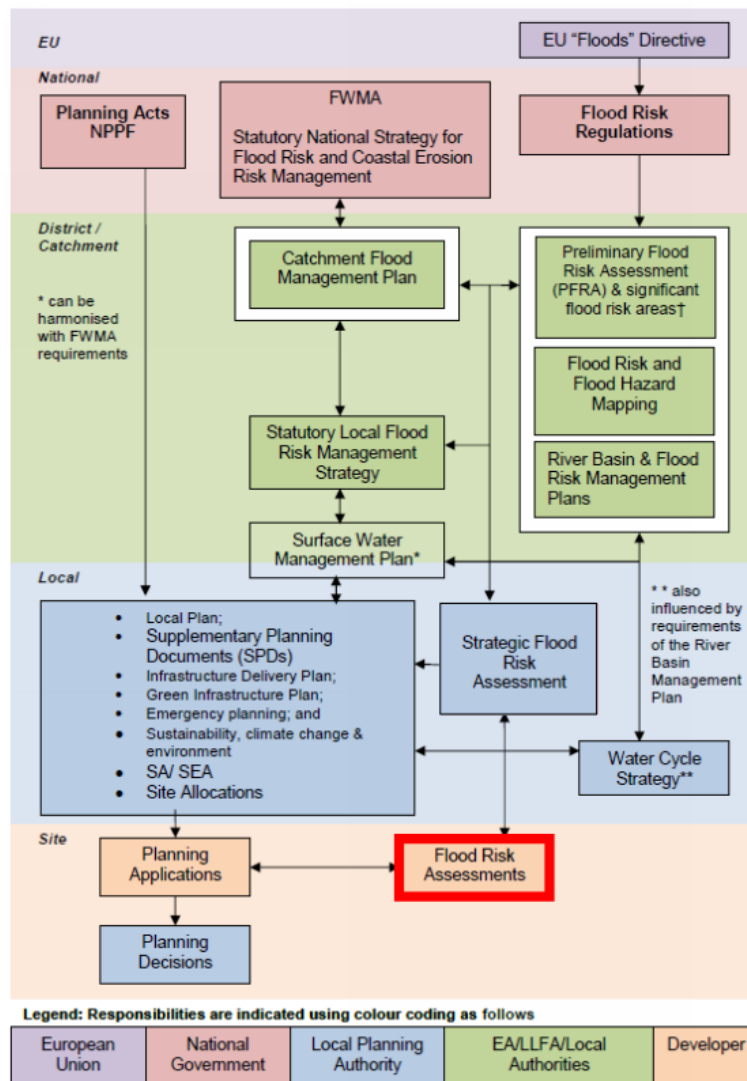 EU
EU “Floods” Directive
National
Planning Acts
NPPF
FWMA
Statutory National Strategy for
Flood Risk and Coastal Erosion
Risk Management
Flood Risk
Regulations
District /
Catchment
* can be
harmonised
with FWMA
requirements
Catchment Flood
Management Plan
Preliminary Flood
Risk Assessment
(PFRA) & significant
flood risk areas†
Flood Risk and
Flood Hazard
Mapping
River Basin & Flood
Risk Management
Plans
Statutory Local Flood
Risk Management
Strategy
Surface Water
Management Plan*
Local
• Local Plan;
• Supplementary Planning
Documents (SPDs)
• Infrastructure Delivery Plan;
• Green Infrastructure Plan;
• Emergency planning; and
• Sustainability, climate change &
environment
• SA/ SEA
• Site Allocations
Strategic Flood
Risk
Assessment
* * also
influenced by
requirements
of the River
Basin
Management
Plan
Water Cycle
Strategy**
Site
Planning
Applications
Flood Risk
Assessments
Planning
Decisions
Legend: Responsibilities are indicated using colour coding as follows
European
Union
National
Government
Local Planning
Authority
EA/LLFA/Local
Authorities
Developer